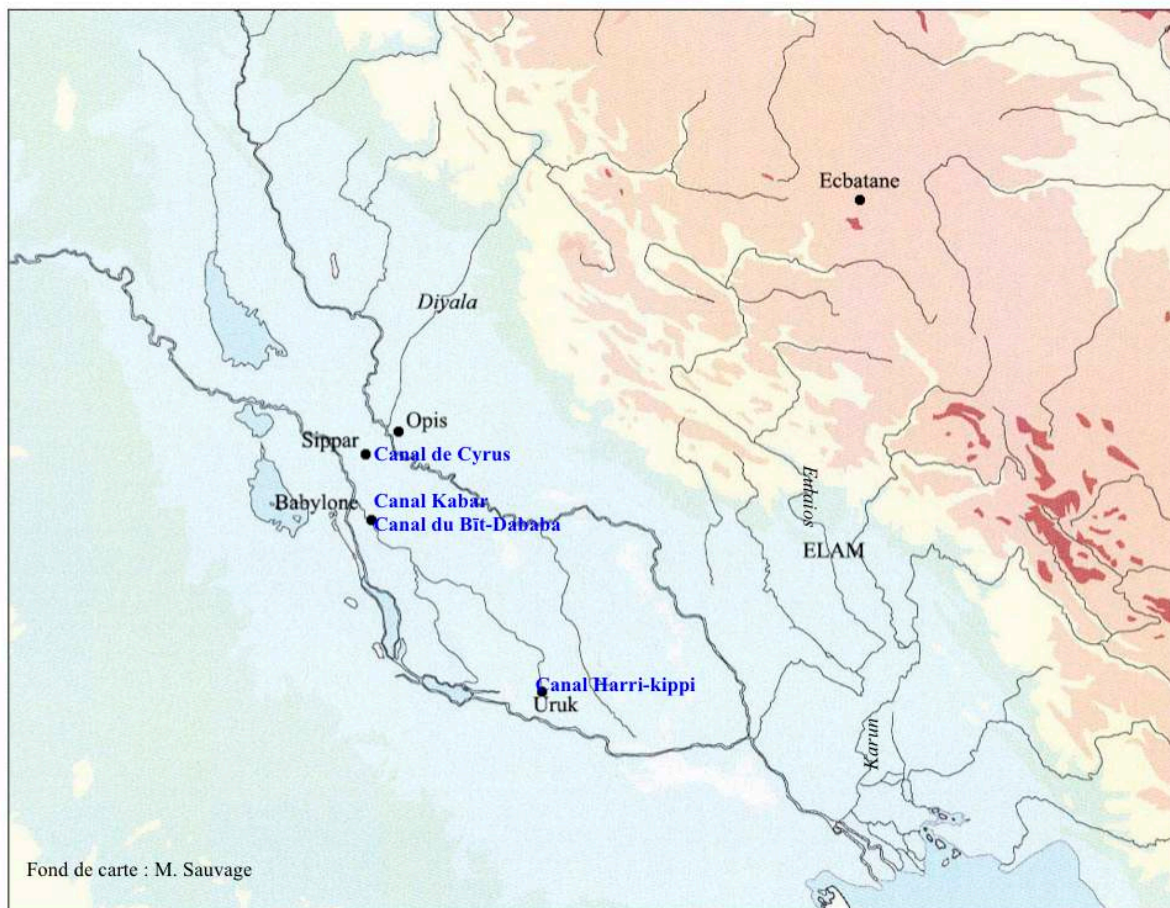 Ecbatane
Diyala
Opis
Sippar
Canal de Cyrus
Babylone
Canal Kabar
Canal du Bīt-Dababa
Eulaios
ELAM
Canal Harri-kippi
Uruk
Karun
Fond de carte : M. Sauvage